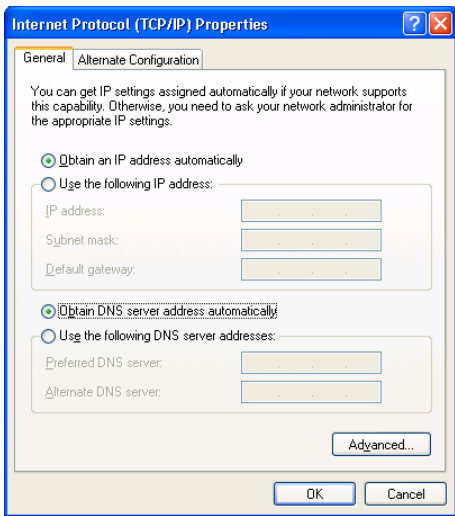 Internet Protocol (TCP/IP) Properties
General
Alternate Configuration
You can get IP settings assigned automatically if your network supports
this capability. Otherwise, you need to ask your network administrator for
the appropriate IP settings.
Obtain an IP address automatically
Use the following IP address:
IP address:
Subnet mask:
Default gateway:
Obtain DNS server address automatically
Use the following DNS server addresses:
Preferred DNS server:
Alternate DNS server:
Advanced...
OK
Cancel